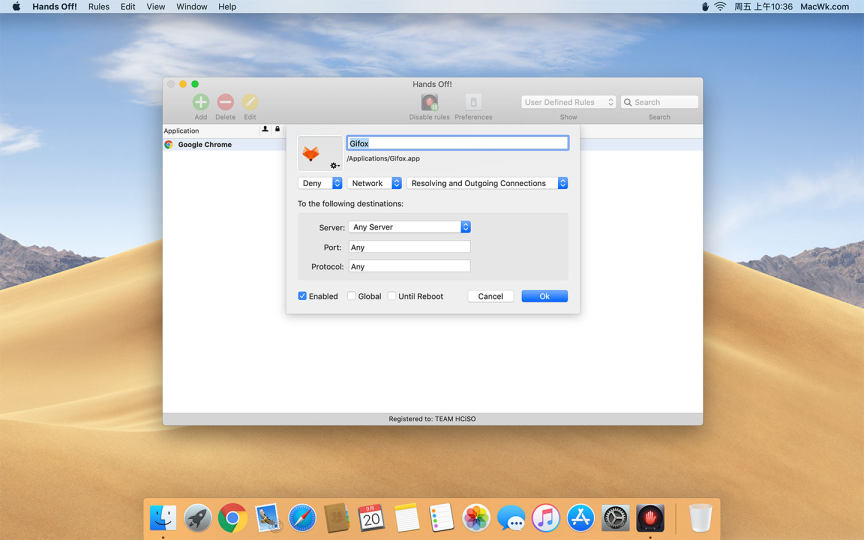 Hands Off! Rules Edit View Window Help 周五 上午10:36 MacWk.com
Hands Off!
Add Delete Edit Disable rules Preferences User Defined Rules Show Search Search
Application
Google Chrome
Gifox
/Applications/Gifox.app
Deny Network Resolving and Outgoing Connections
To the following destinations:
Server: Any Server
Port: Any
Protocol: Any
Enabled Global Until Reboot Cancel Ok
Registered to: TEAM HCiSO
SEP
20